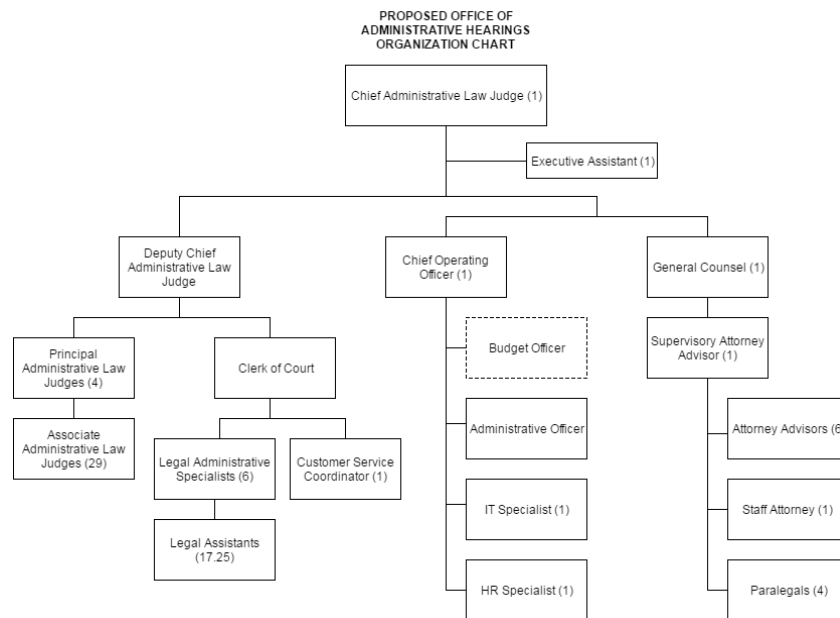 PROPOSED OFFICE OF
ADMINISTRATIVE HEARINGS
ORGANIZATION CHART
Chief Administrative Law Judge (1)
Executive Assistant (1)
Deputy Chief
Administrative Law
Judge
Chief Operating
Officer (1)
General Counsel (1)
Principal
Administrative Law
Judges (4)
Clerk of Court
Budget Officer
Supervisory Attorney
Advisor (1)
Associate
Administrative Law
Judges (29)
Legal Administrative
Specialists (6)
Customer Service
Coordinator (1)
Administrative Officer
Attorney Advisors (6
Legal Assistants
(17.25)
IT Specialist (1)
Staff Attorney (1)
HR Specialist (1)
Paralegals (4)